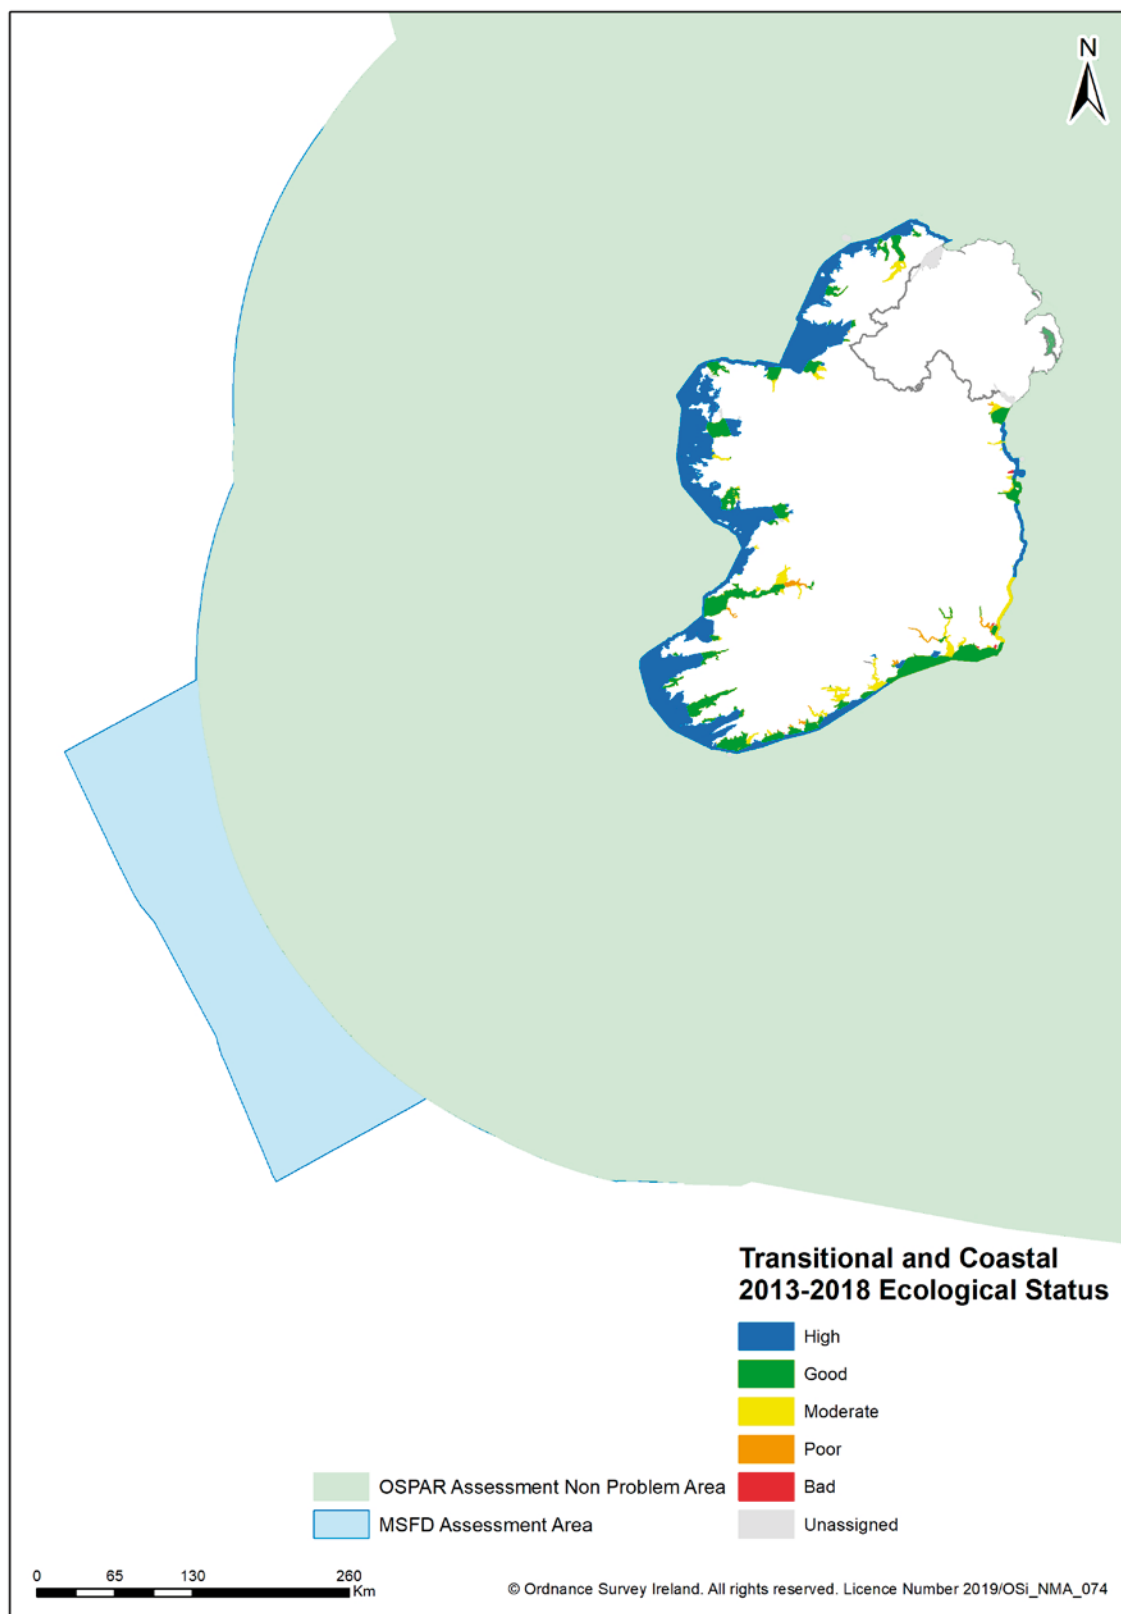 N
Transitional and Coastal
2013-2018 Ecological Status
High
Good
Moderate
Poor
OSPAR Assessment Non Problem Area
Bad
MSFD Assessment Area
Unassigned
0 65 130 260
Km
© Ordnance Survey Ireland. All rights reserved. Licence Number 2019/OSi_NMA_074